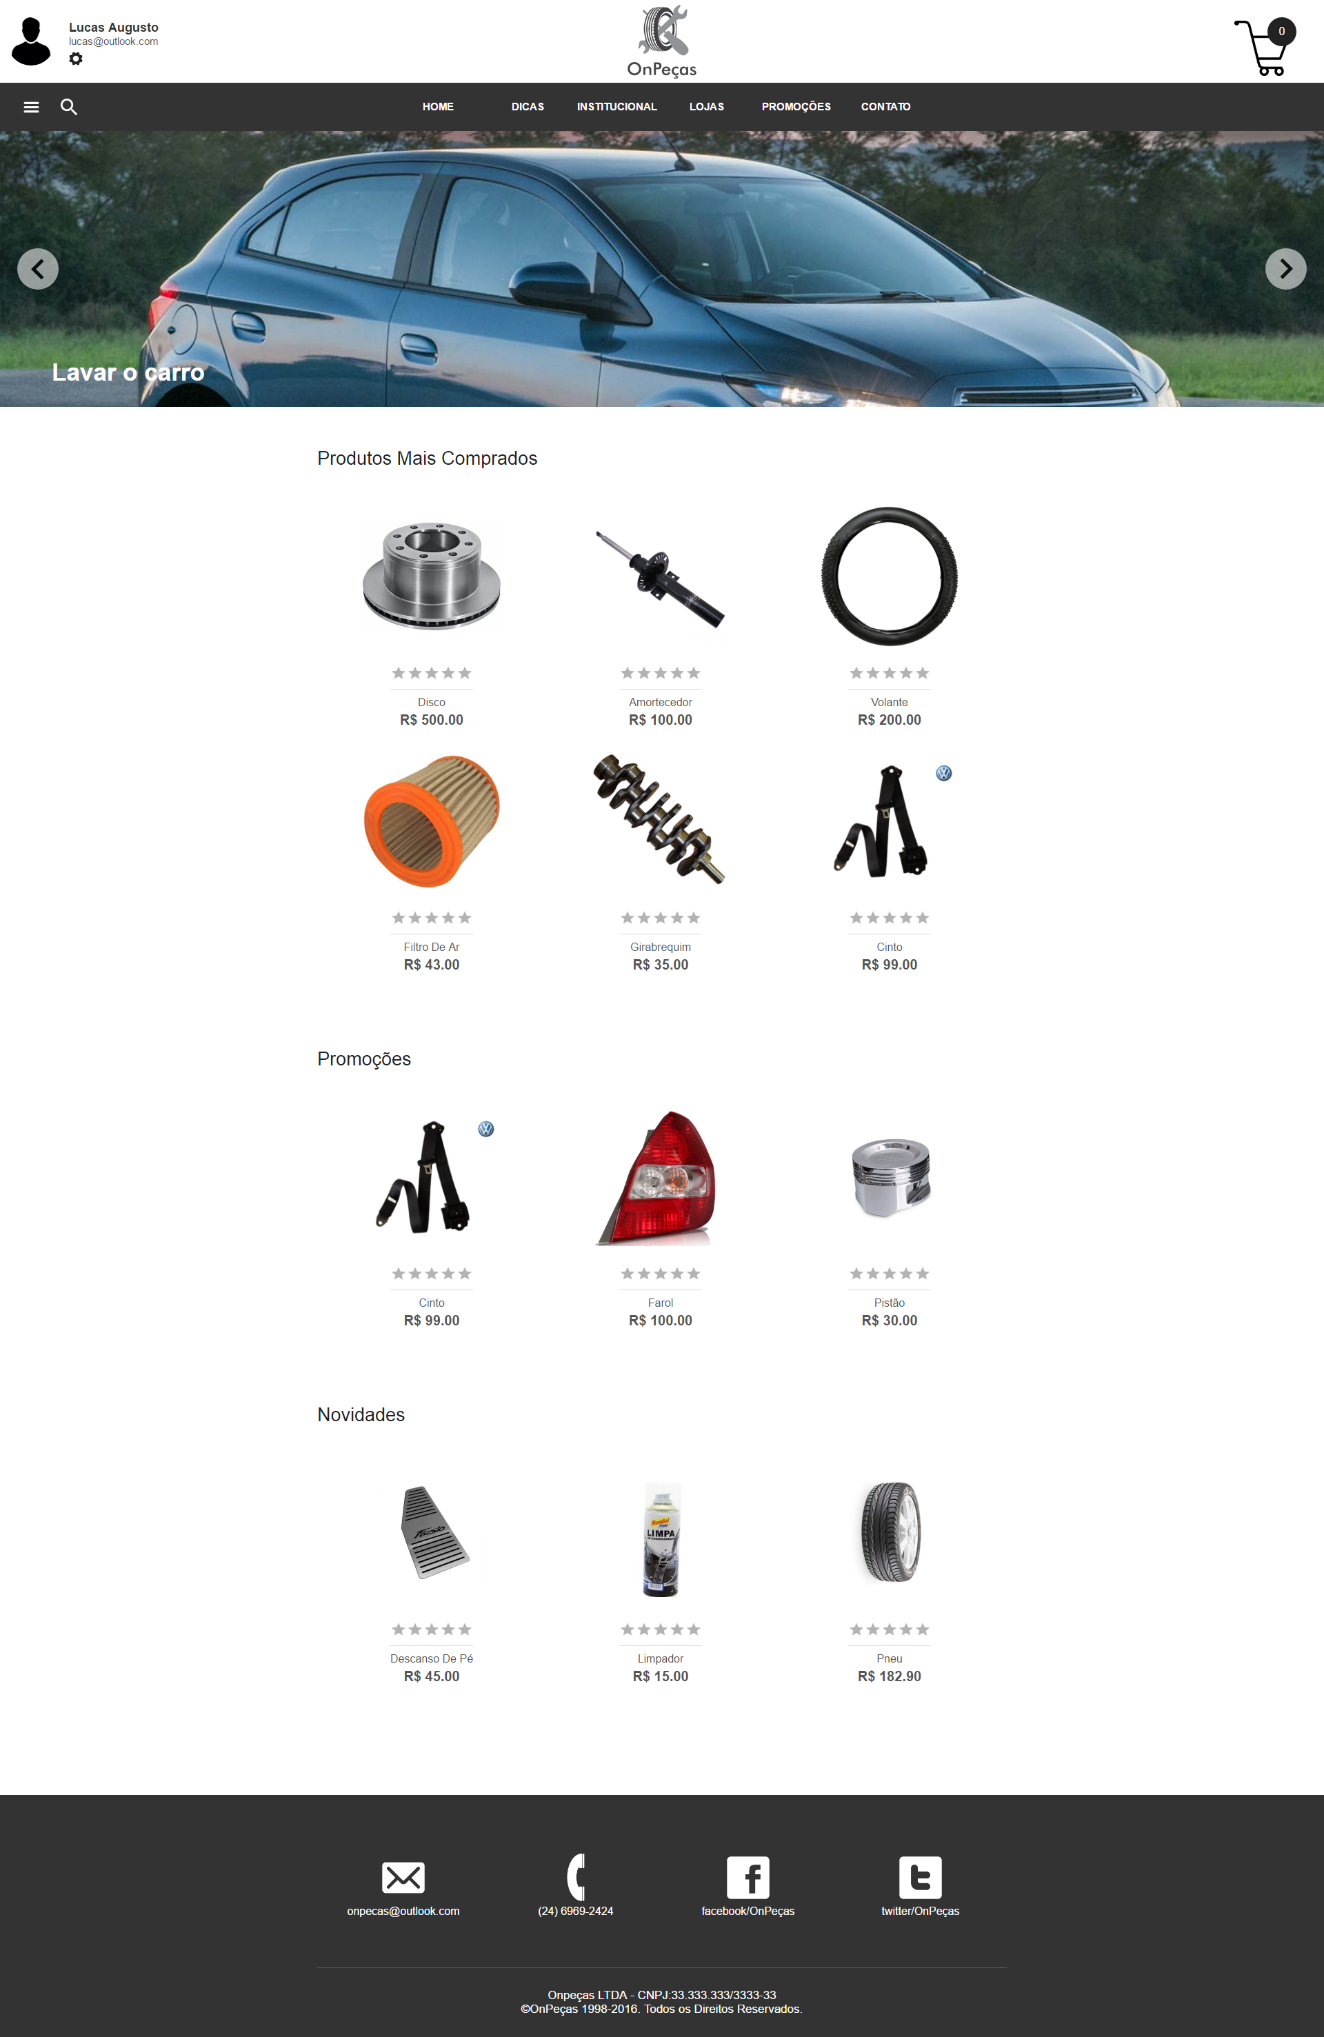 Lucas Augusto
lucas@outlook.com
OnPeças
0
HOME DICAS INSTITUCIONAL LOJAS PROMOÇÕES CONTATO
Lavar o carro
Produtos Mais Comprados
Disco
R$ 500.00
Amortecedor
R$ 100.00
Volante
R$ 200.00
Filtro De Ar
R$ 43.00
Girabrequim
R$ 35.00
Cinto
R$ 99.00
Promoções
Cinto
R$ 99.00
Farol
R$ 100.00
Pistão
R$ 30.00
Novidades
LIMPA
Descanso De Pé
R$ 45.00
Limpador
R$ 15.00
Pneu
R$ 182.90
onpecas@outlook.com
(24) 6969-2424
facebook/OnPeças
twitter/OnPeças
Onpeças LTDA - CNPJ:33.333.333/3333-33
©OnPeças 1998-2016. Todos os Direitos Reservados.